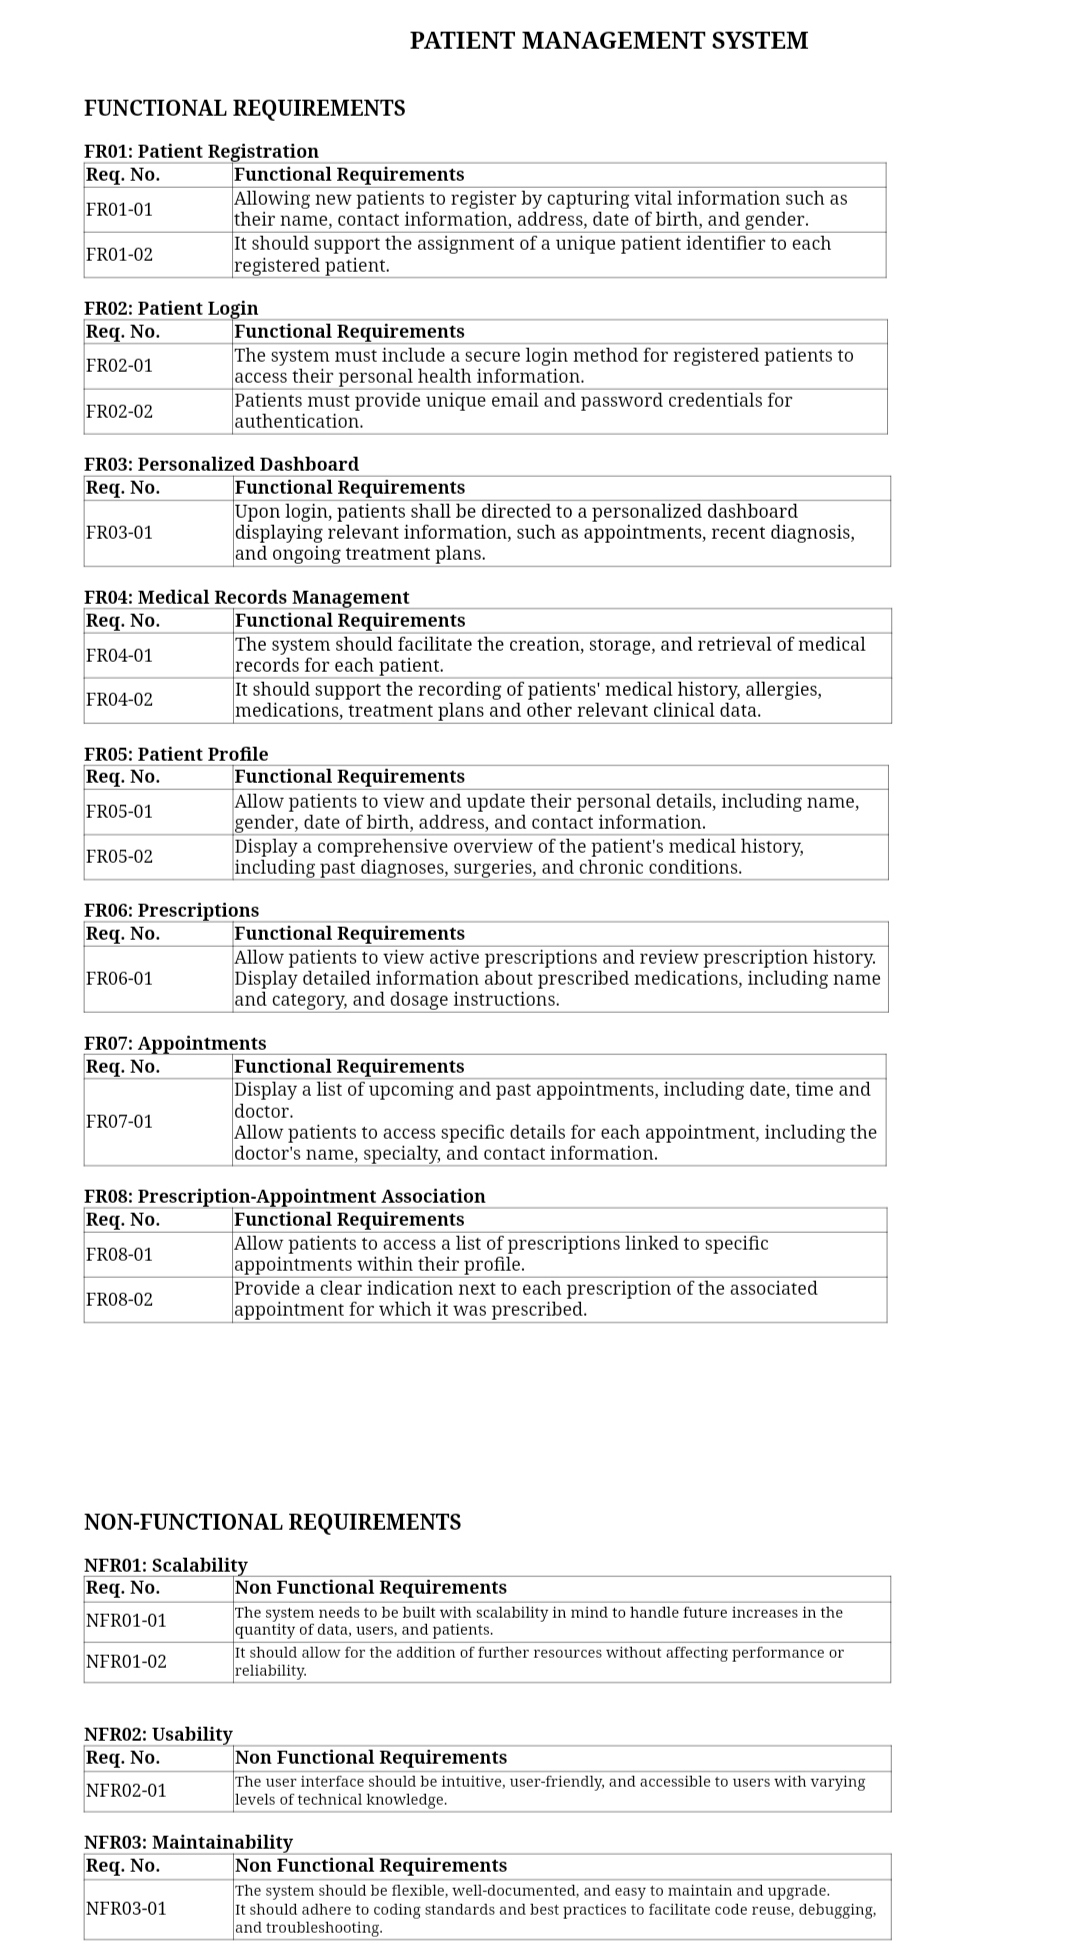 PATIENT MANAGEMENT SYSTEM
FUNCTIONAL REQUIREMENTS
FR01: Patient Registration
Req. No. Functional Requirements
FR01-01 Allowing new patients to register by capturing vital information such as
their name, contact information, address, date of birth, and gender.
FR01-02 It should support the assignment of a unique patient identifier to each
registered patient.
FR02: Patient Login
Req. No. Functional Requirements
FR02-01 The system must include a secure login method for registered patients to
access their personal health information.
FR02-02 Patients must provide unique email and password credentials for
authentication.
FR03: Personalized Dashboard
Req. No. Functional Requirements
FR03-01 Upon login, patients shall be directed to a personalized dashboard
displaying relevant information, such as appointments, recent diagnosis,
and ongoing treatment plans.
FR04: Medical Records Management
Req. No. Functional Requirements
FR04-01 The system should facilitate the creation, storage, and retrieval of medical
records for each patient.
FR04-02 It should support the recording of patients' medical history, allergies,
medications, treatment plans and other relevant clinical data.
FR05: Patient Profile
Req. No. Functional Requirements
FR05-01 Allow patients to view and update their personal details, including name,
gender, date of birth, address, and contact information.
FR05-02 Display a comprehensive overview of the patient's medical history,
including past diagnoses, surgeries, and chronic conditions.
FR06: Prescriptions
Req. No. Functional Requirements
FR06-01 Allow patients to view active prescriptions and review prescription history.
Display detailed information about prescribed medications, including name
and category, and dosage instructions.
FR07: Appointments
Req. No. Functional Requirements
FR07-01 Display a list of upcoming and past appointments, including date, time and
doctor.
Allow patients to access specific details for each appointment, including the
doctor's name, specialty, and contact information.
FR08: Prescription-Appointment Association
Req. No. Functional Requirements
FR08-01 Allow patients to access a list of prescriptions linked to specific
appointments within their profile.
FR08-02 Provide a clear indication next to each prescription of the associated
appointment for which it was prescribed.
NON-FUNCTIONAL REQUIREMENTS
NFR01: Scalability
Req. No. Non Functional Requirements
NFR01-01 The system needs to be built with scalability in mind to handle future increases in the
quantity of data, users, and patients.
NFR01-02 It should allow for the addition of further resources without affecting performance or
reliability.
NFR02: Usability
Req. No. Non Functional Requirements
NFR02-01 The user interface should be intuitive, user-friendly, and accessible to users with varying
levels of technical knowledge.
NFR03: Maintainability
Req. No. Non Functional Requirements
NFR03-01 The system should be flexible, well-documented, and easy to maintain and upgrade.
It should adhere to coding standards and best practices to facilitate code reuse, debugging,
and troubleshooting.